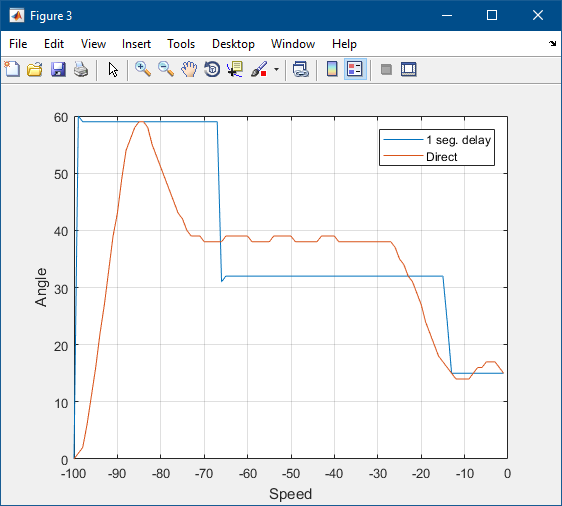 Figure 3
File Edit View Insert Tools Desktop Window Help
60
50
40
30
20
10
0
-100 -90 -80 -70 -60 -50 -40 -30 -20 -10 0
Angle
Speed
1 seg. delay
Direct